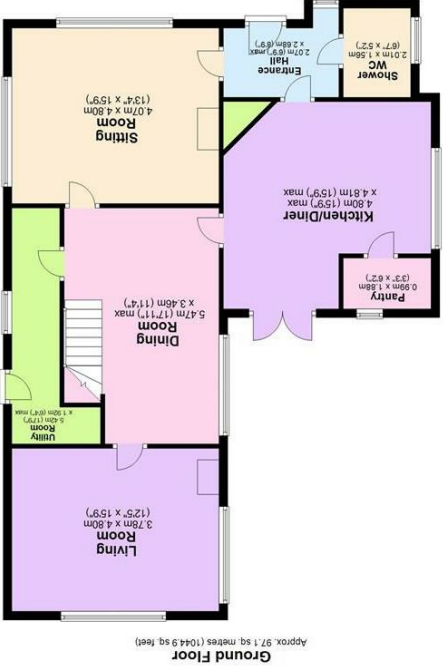 Ground Floor
Approx. 97.1 sq. metres (1044.9 sq. feet)
Living
Room
3.78m x 4.80m
(12'5" x 15'9")
Utility
Room
5.42m (17'9")
x 1.92m (6'4") max
Dining
Room
5.47m (17'11") max
x 3.46m (11'4")
Pantry
0.99m x 1.88m
(3'3" x 6'2")
Kitchen/Diner
4.80m (15'9") max
x 4.81m (15'9") max
Sitting
Room
4.07m x 4.80m
(13'4" x 15'9")
Entrance
Hall
2.07m (6'9") max
x 2.68m (8'9")
Shower
WC
2.01m x 1.56m
(6'7" x 5'2")